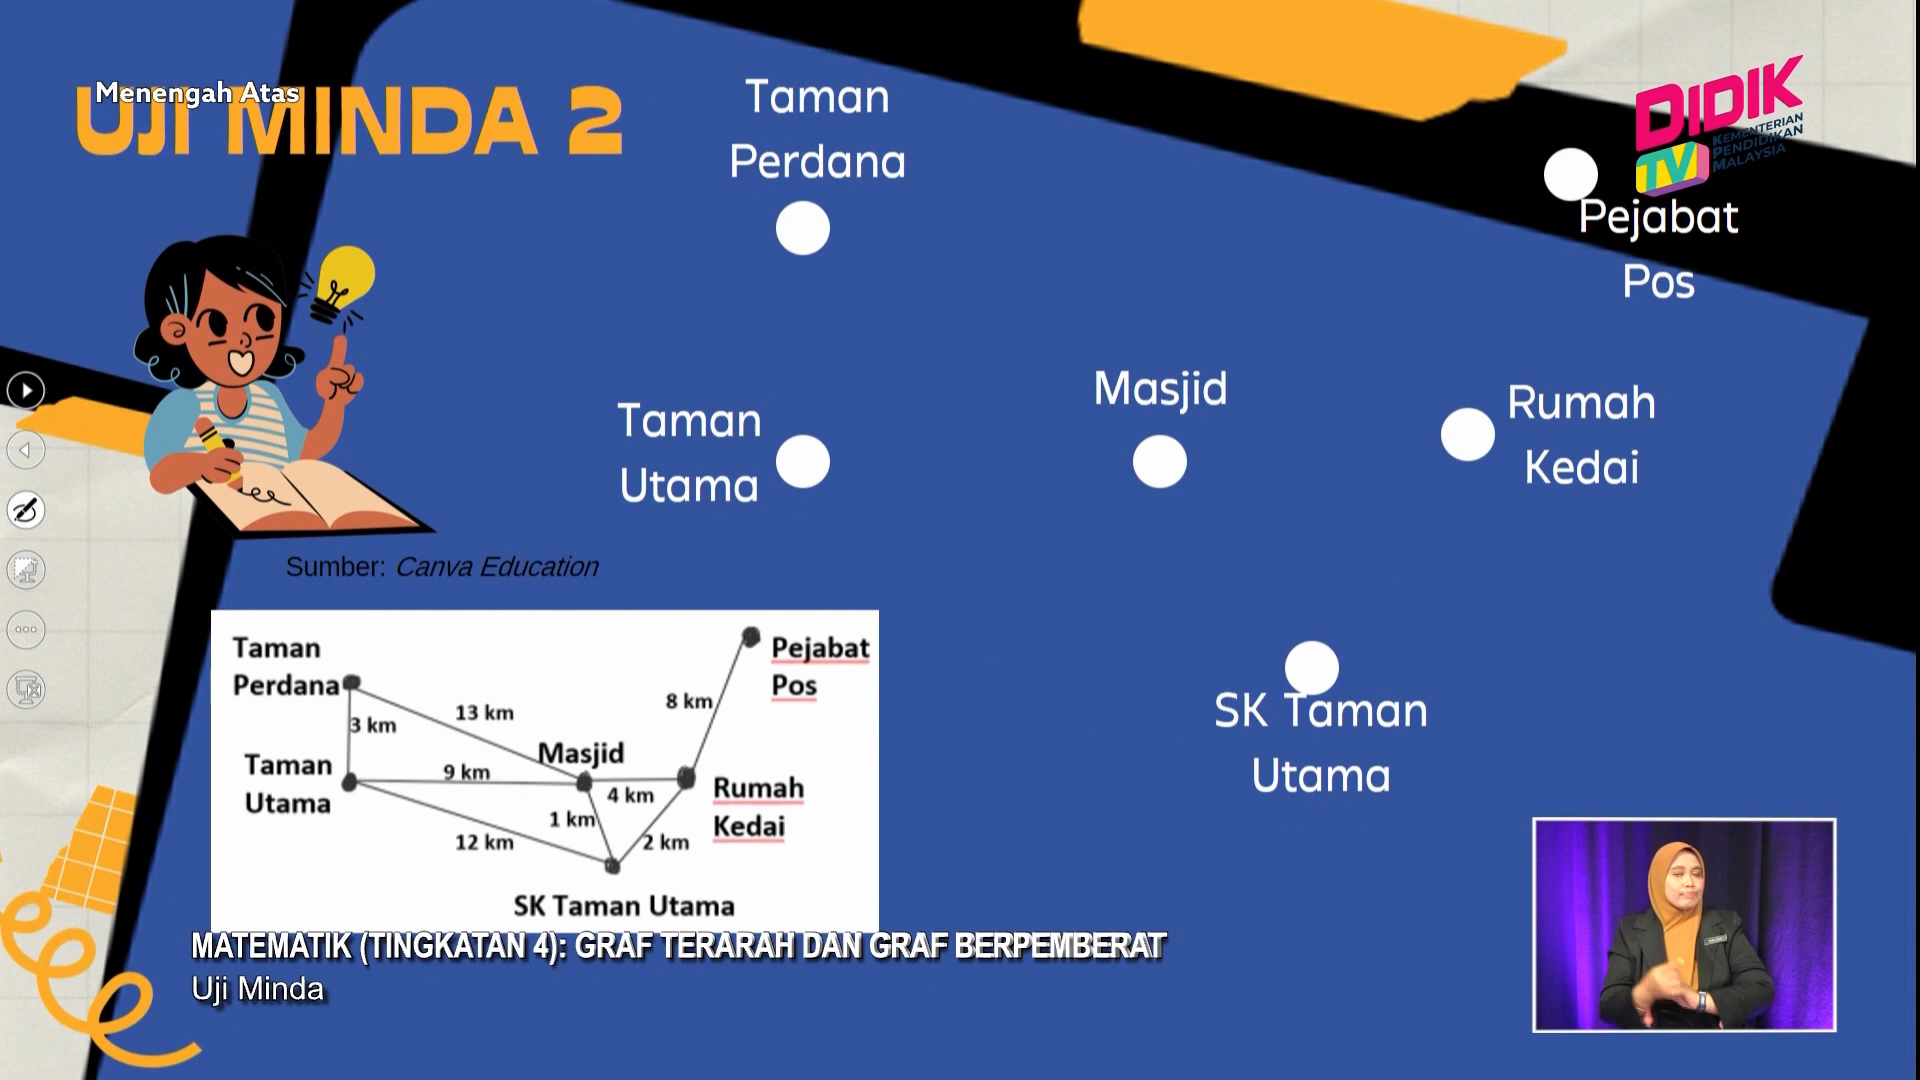 Menengah Atas
UJI MINDA 2
Taman
Perdana
DIDIK
TV
KEMENTERIAN
PENDIDIKAN
MALAYSIA
Pejabat
Pos
Taman
Utama
Masjid
Rumah
Kedai
SK Taman
Utama
Sumber: Canva Education
Taman
Perdana
3 km
13 km
Taman
Utama
9 km
Masjid
12 km
1 km
4 km
8 km
2 km
Pejabat
Pos
Rumah
Kedai
SK Taman Utama
MATEMATIK (TINGKATAN 4): GRAF TERARAH DAN GRAF BERPEMBERAT
Uji Minda